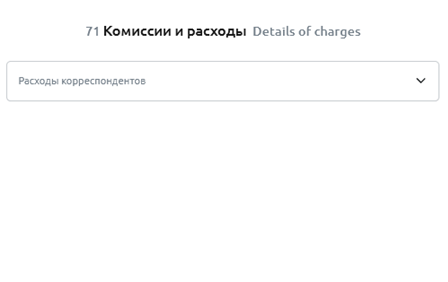 71 Комиссии и расходы Details of charges
Расходы корреспондентов